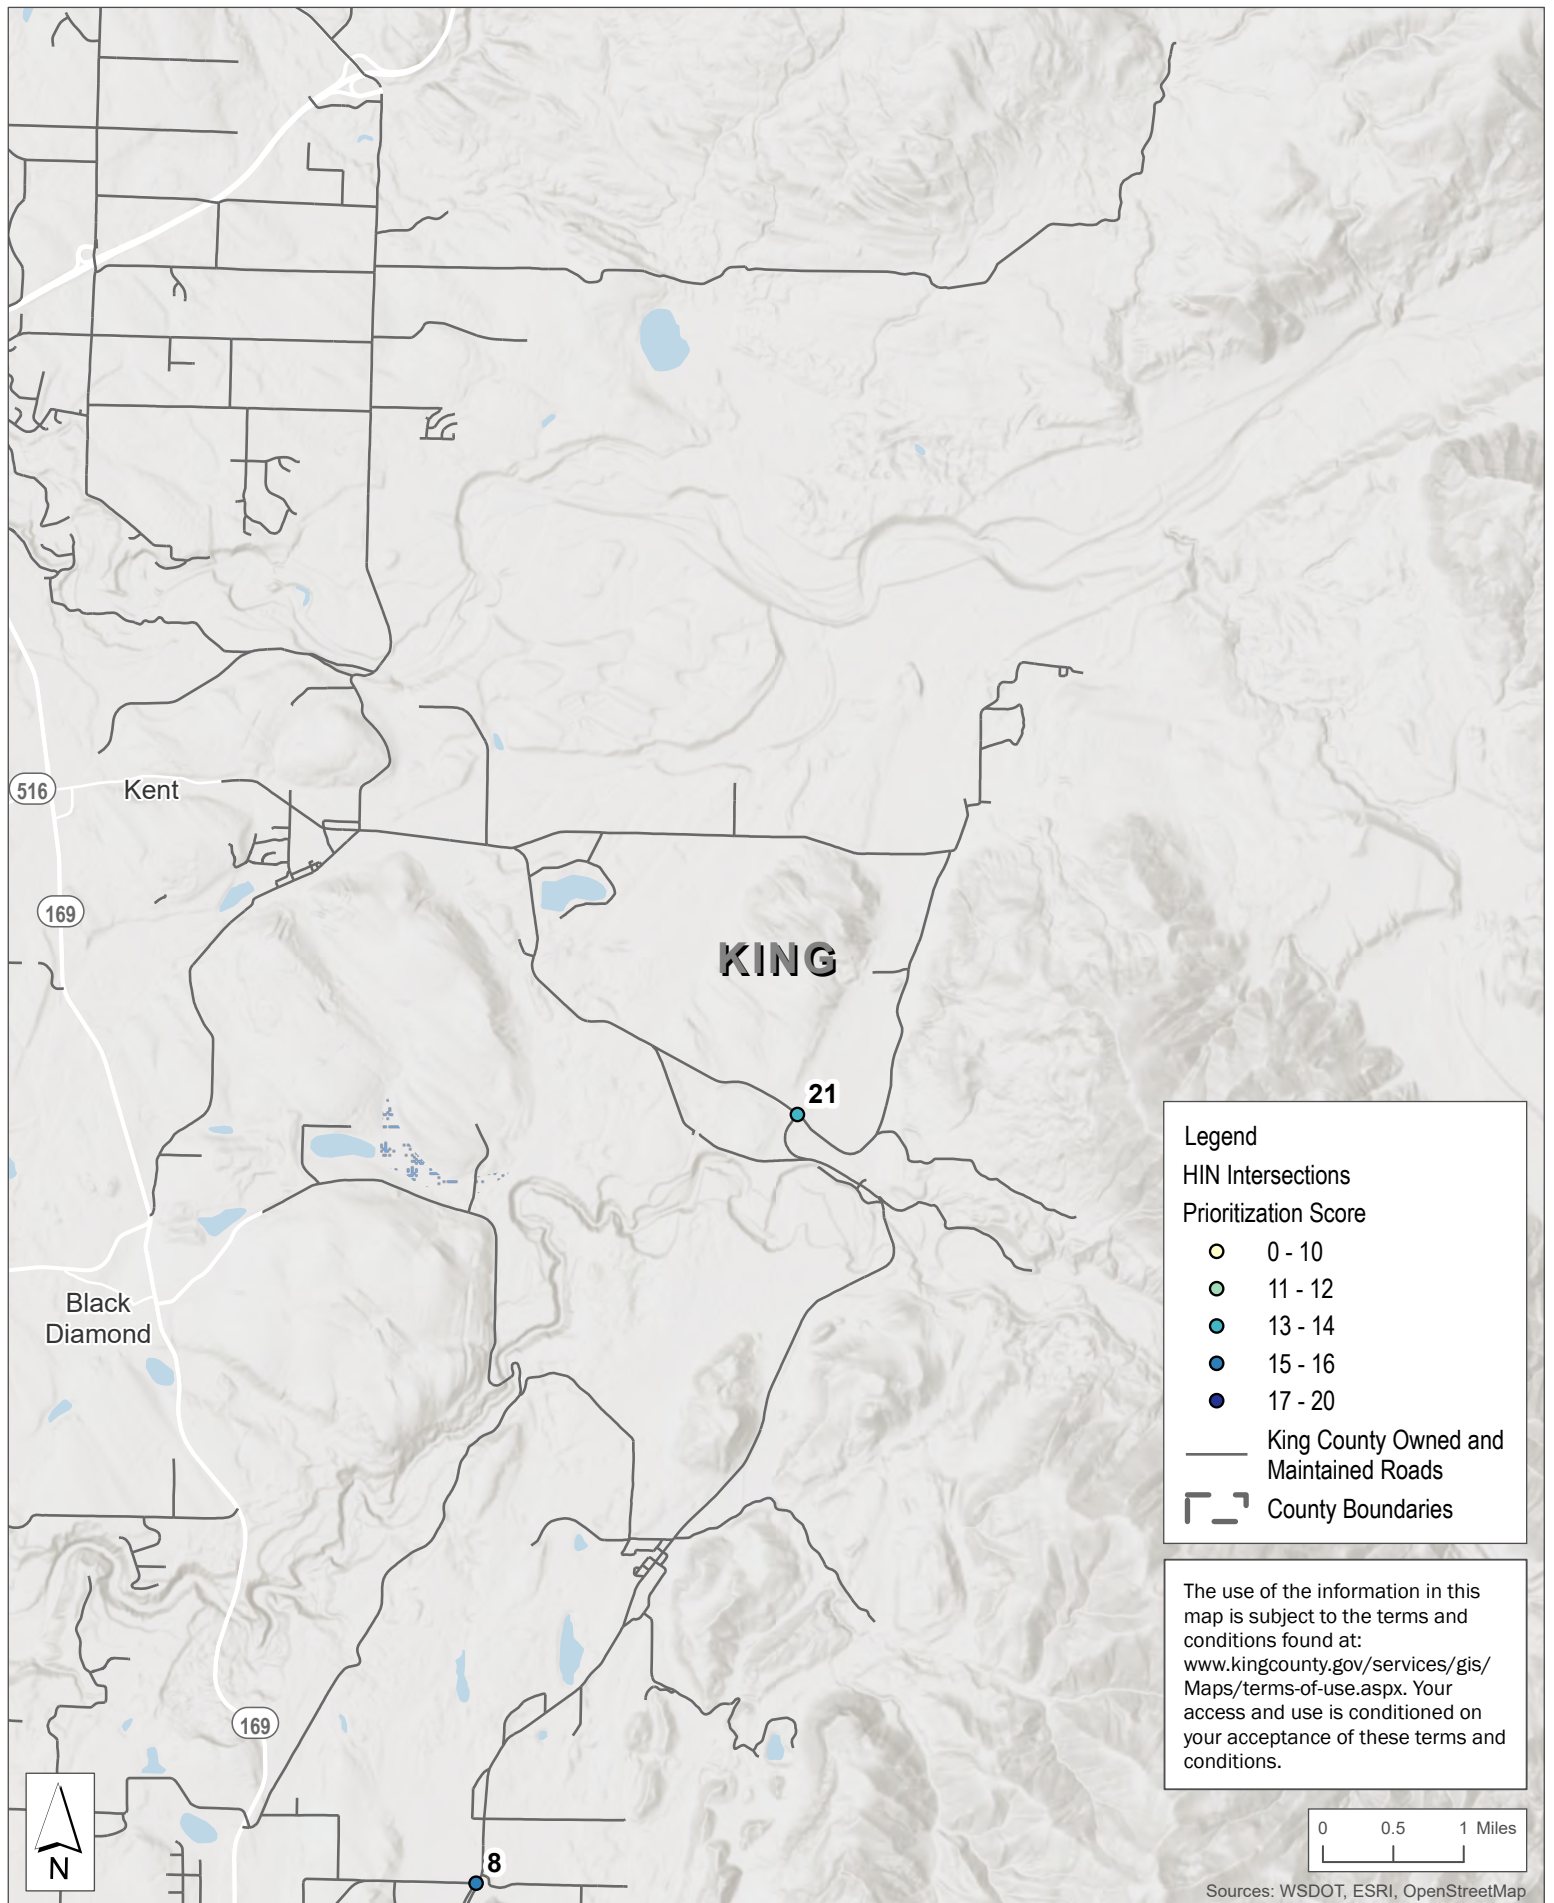 516
Kent
169
KING
21
Black
Diamond
169
8
N
Legend
HIN Intersections
Prioritization Score
0 - 10
11 - 12
13 - 14
15 - 16
17 - 20
King County Owned and
Maintained Roads
County Boundaries
The use of the information in this
map is subject to the terms and
conditions found at:
www.kingcounty.gov/services/gis/
Maps/terms-of-use.aspx. Your
access and use is conditioned on
your acceptance of these terms and
conditions.
0 0.5 1 Miles
Sources: WSDOT, ESRI, OpenStreetMap